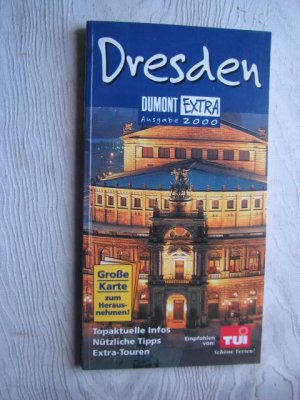 Dresden
DUMONT EXTRA
Ausgabe 2000
Große
Karte
zum
Heraus-
nehmen!
Topaktuelle Infos
Nützliche Tipps
Extra-Touren
Empfohlen
von:
TUI
Schöne Ferien!